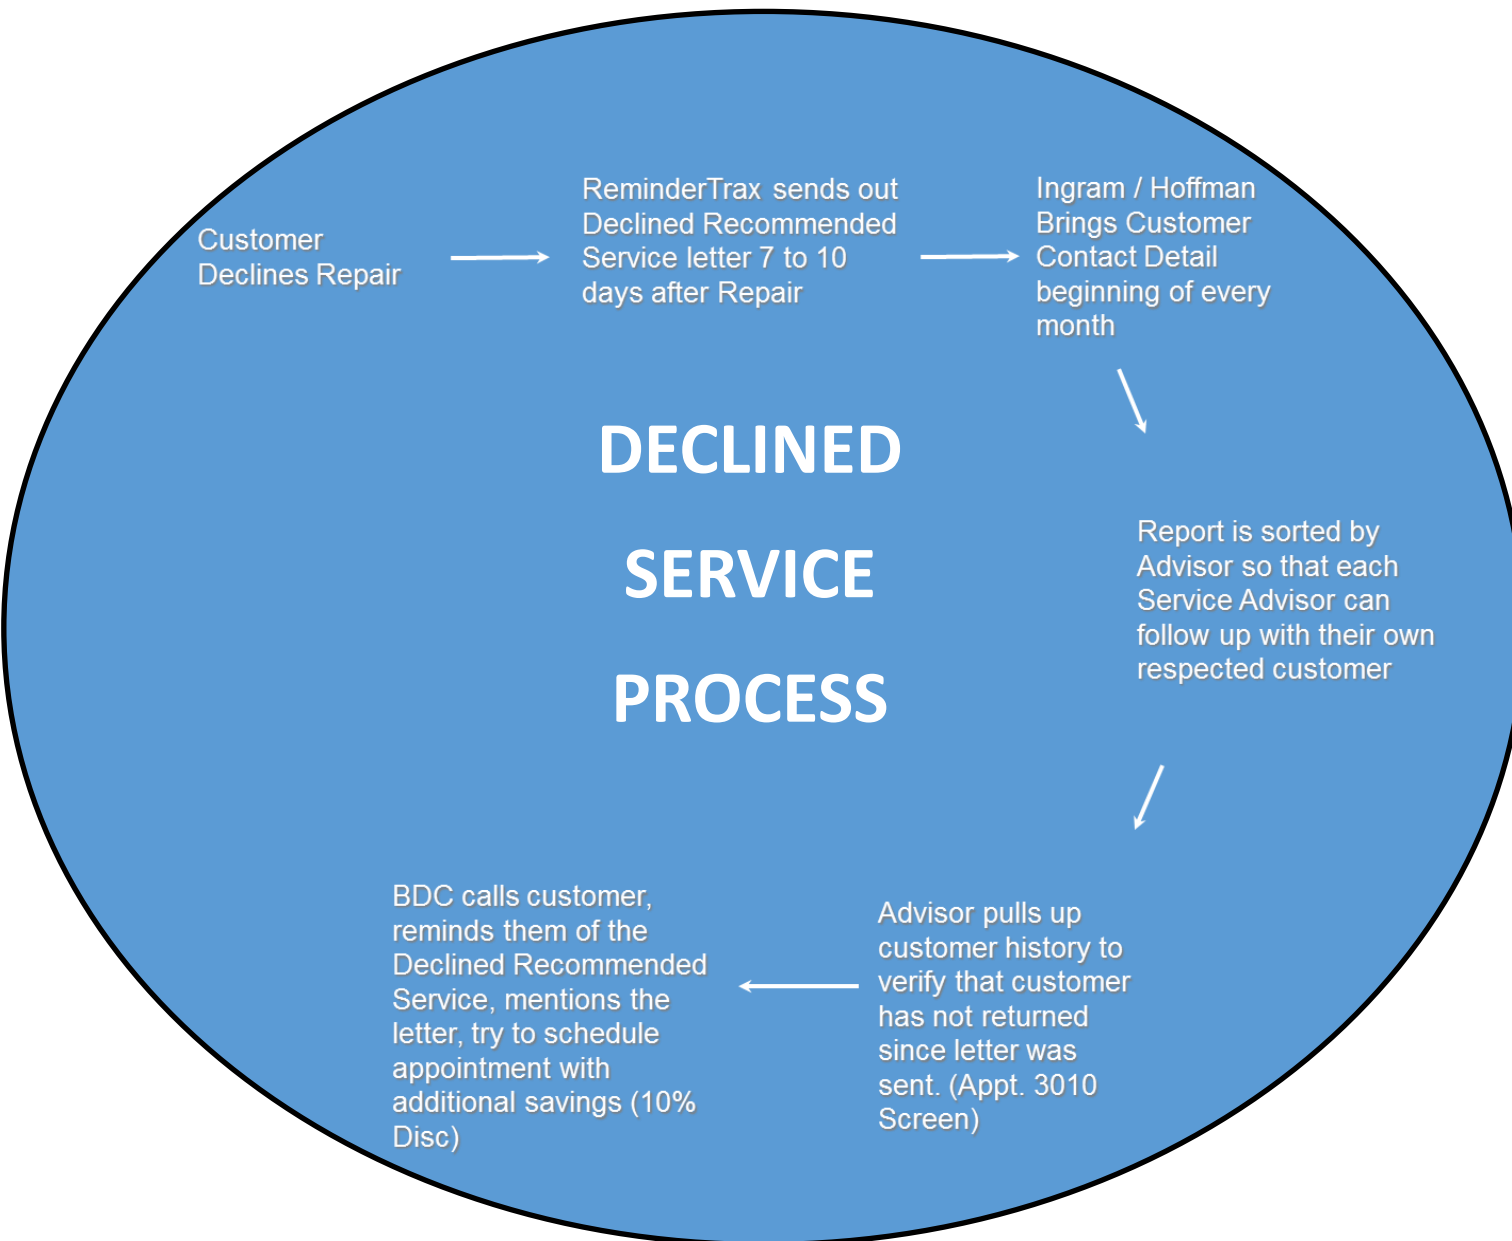 Customer
Declines Repair
ReminderTrax sends out
Declined Recommended
Service letter 7 to 10
days after Repair
Ingram / Hoffman
Brings Customer
Contact Detail
beginning of every
month
DECLINED
SERVICE
PROCESS
Report is sorted by
Advisor so that each
Service Advisor can
follow up with their own
respected customer
Advisor pulls up
customer history to
verify that customer
has not returned
since letter was
sent. (Appt. 3010
Screen)
BDC calls customer,
reminds them of the
Declined Recommended
Service, mentions the
letter, try to schedule
appointment with
additional savings (10%
Disc)